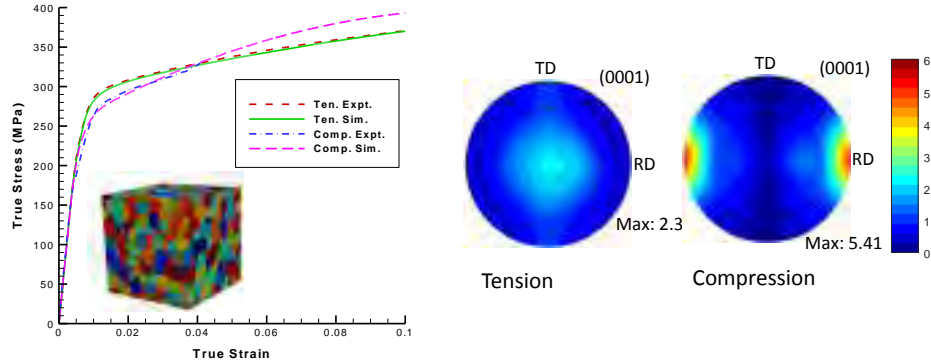 400
350
300
250
200
150
100
50
0
True Stress (MPa)
0
0.02
0.04
0.06
0.08
0.1
True Strain
Ten. Expt.
Ten. Sim.
Comp. Expt.
Comp. Sim.
TD
(0001)
RD
Max: 2.3
Tension
TD
(0001)
RD
Max: 5.41
Compression
6
5
4
3
2
1
0